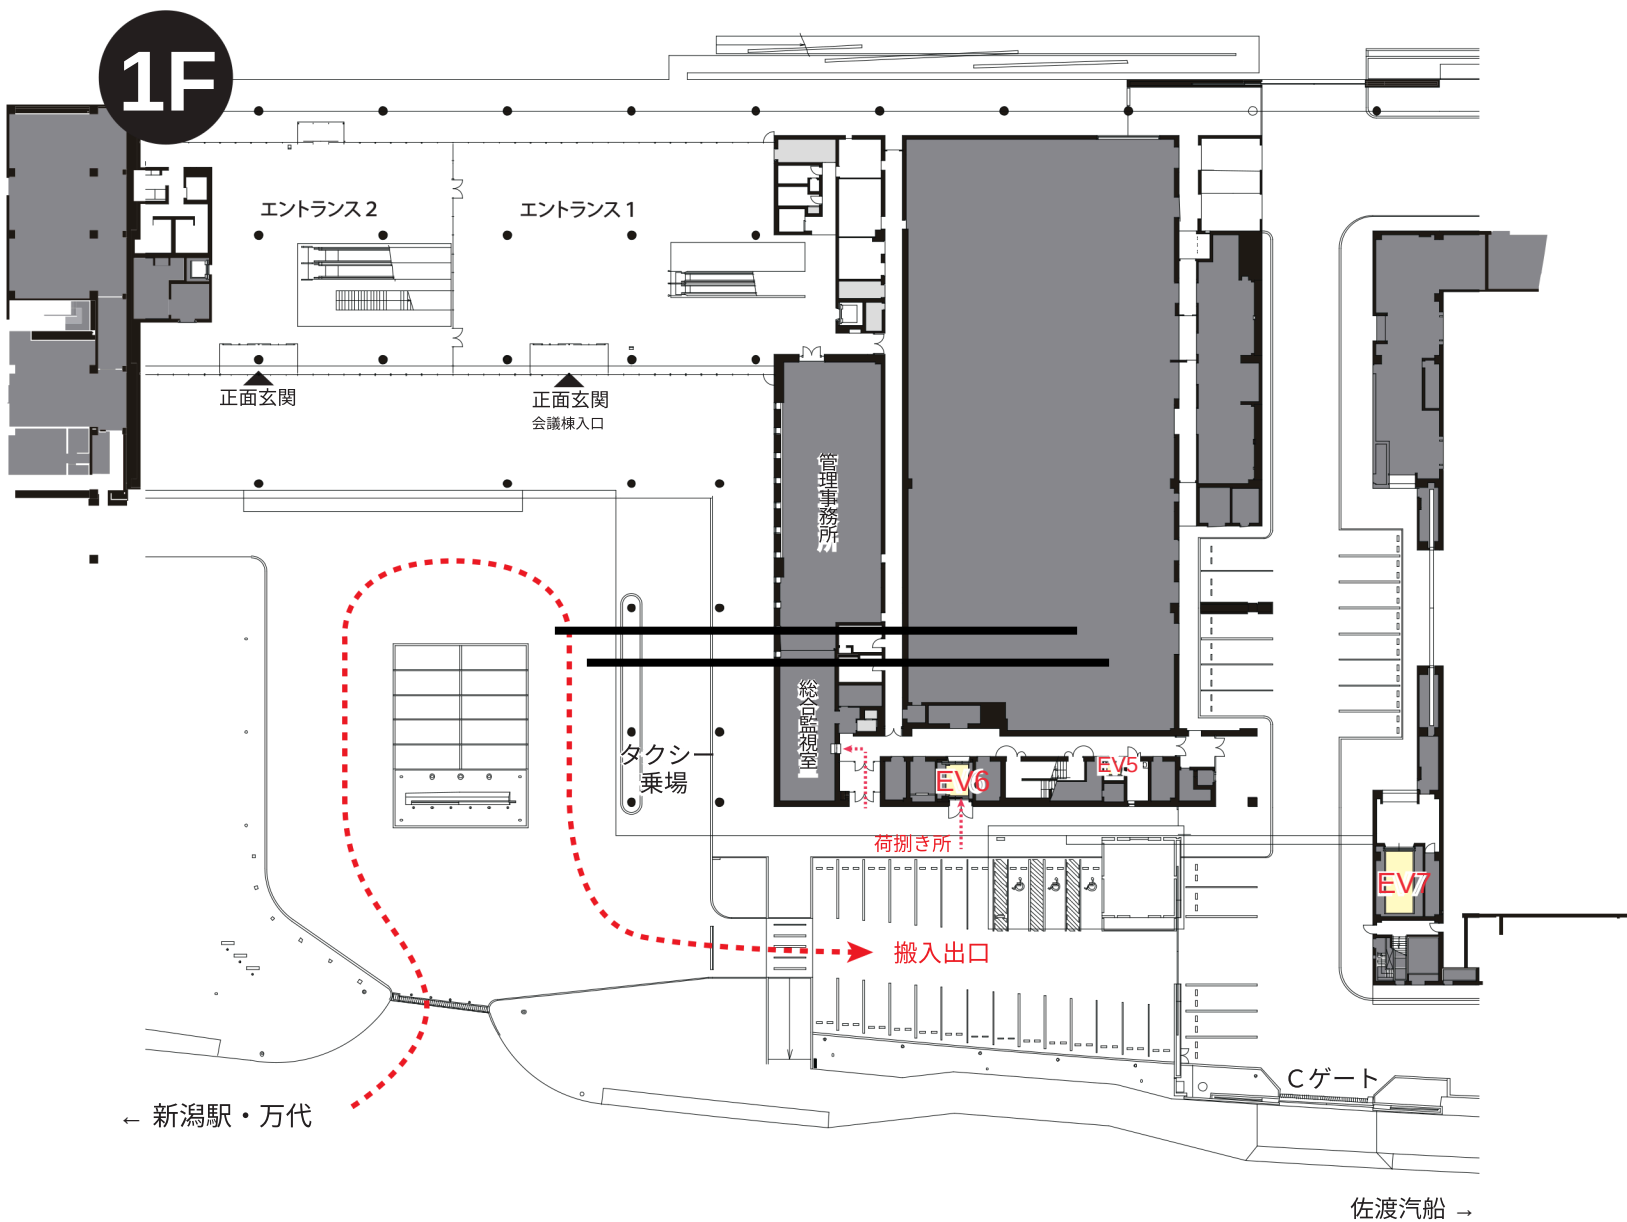 1F
エントランス 2
エントランス 1
正面玄関
正面玄関
会議棟入口
管理事務所
総合監視室
タクシー
乗場
EV6
EV5
荷捌き所
EV7
搬入出口
Cゲート
← 新潟駅・万代
佐渡汽船 →